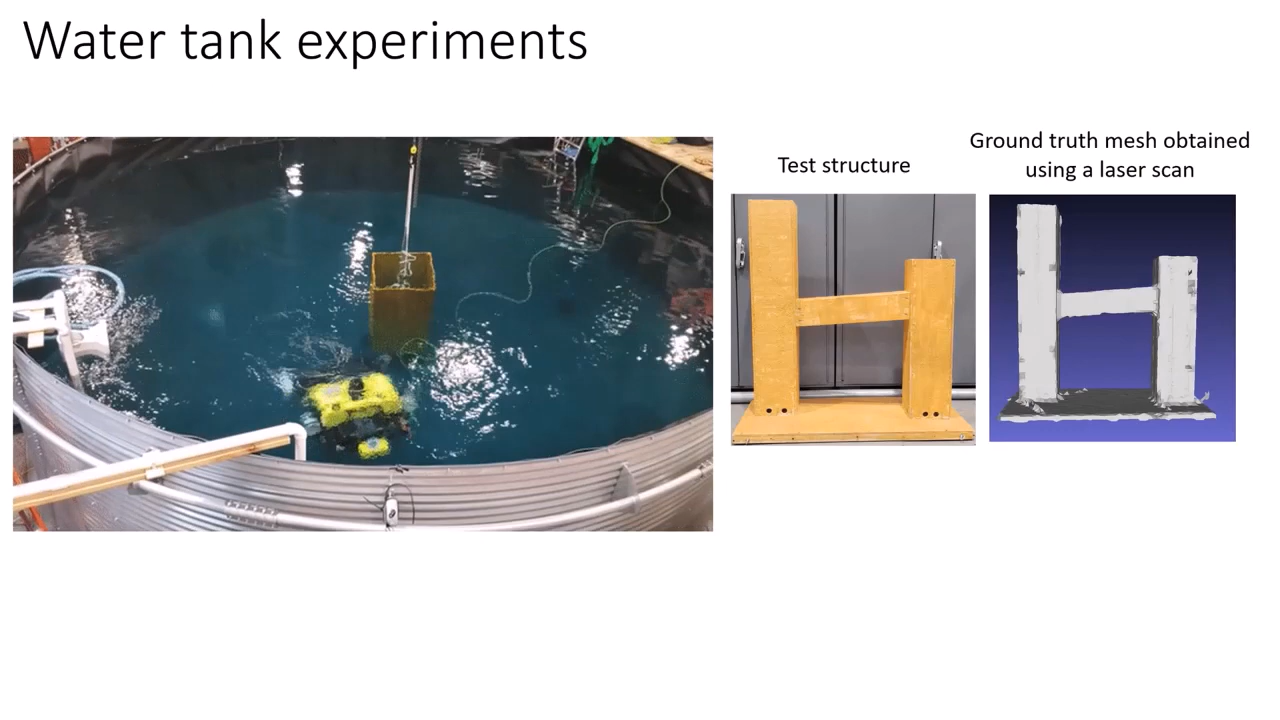 Water tank experiments
Test structure
Ground truth mesh obtained
using a laser scan